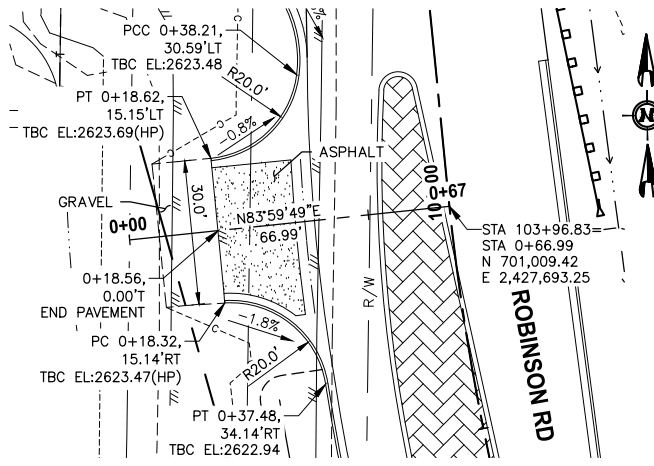 PCC 0+38.21,
30.59'LT
TBC EL:2623.48
R20.0'
PT 0+18.62,
15.15'LT
TBC EL:2623.69(HP)
-0.8%
ASPHALT
GRAVEL
30.0'
0+00
N83°59'49"E
66.99'
10
00
0+67
N
STA 103+96.83=
STA 0+66.99
N 701,009.42
E 2,427,693.25
0+18.56,
0.00'T
END PAVEMENT
R/W
ROBINSON RD
PC 0+18.32,
15.14'RT
TBC EL:2623.47(HP)
-1.8%
R20.0'
PT 0+37.48,
34.14'RT
TBC EL:2622.94
C
C
C
C